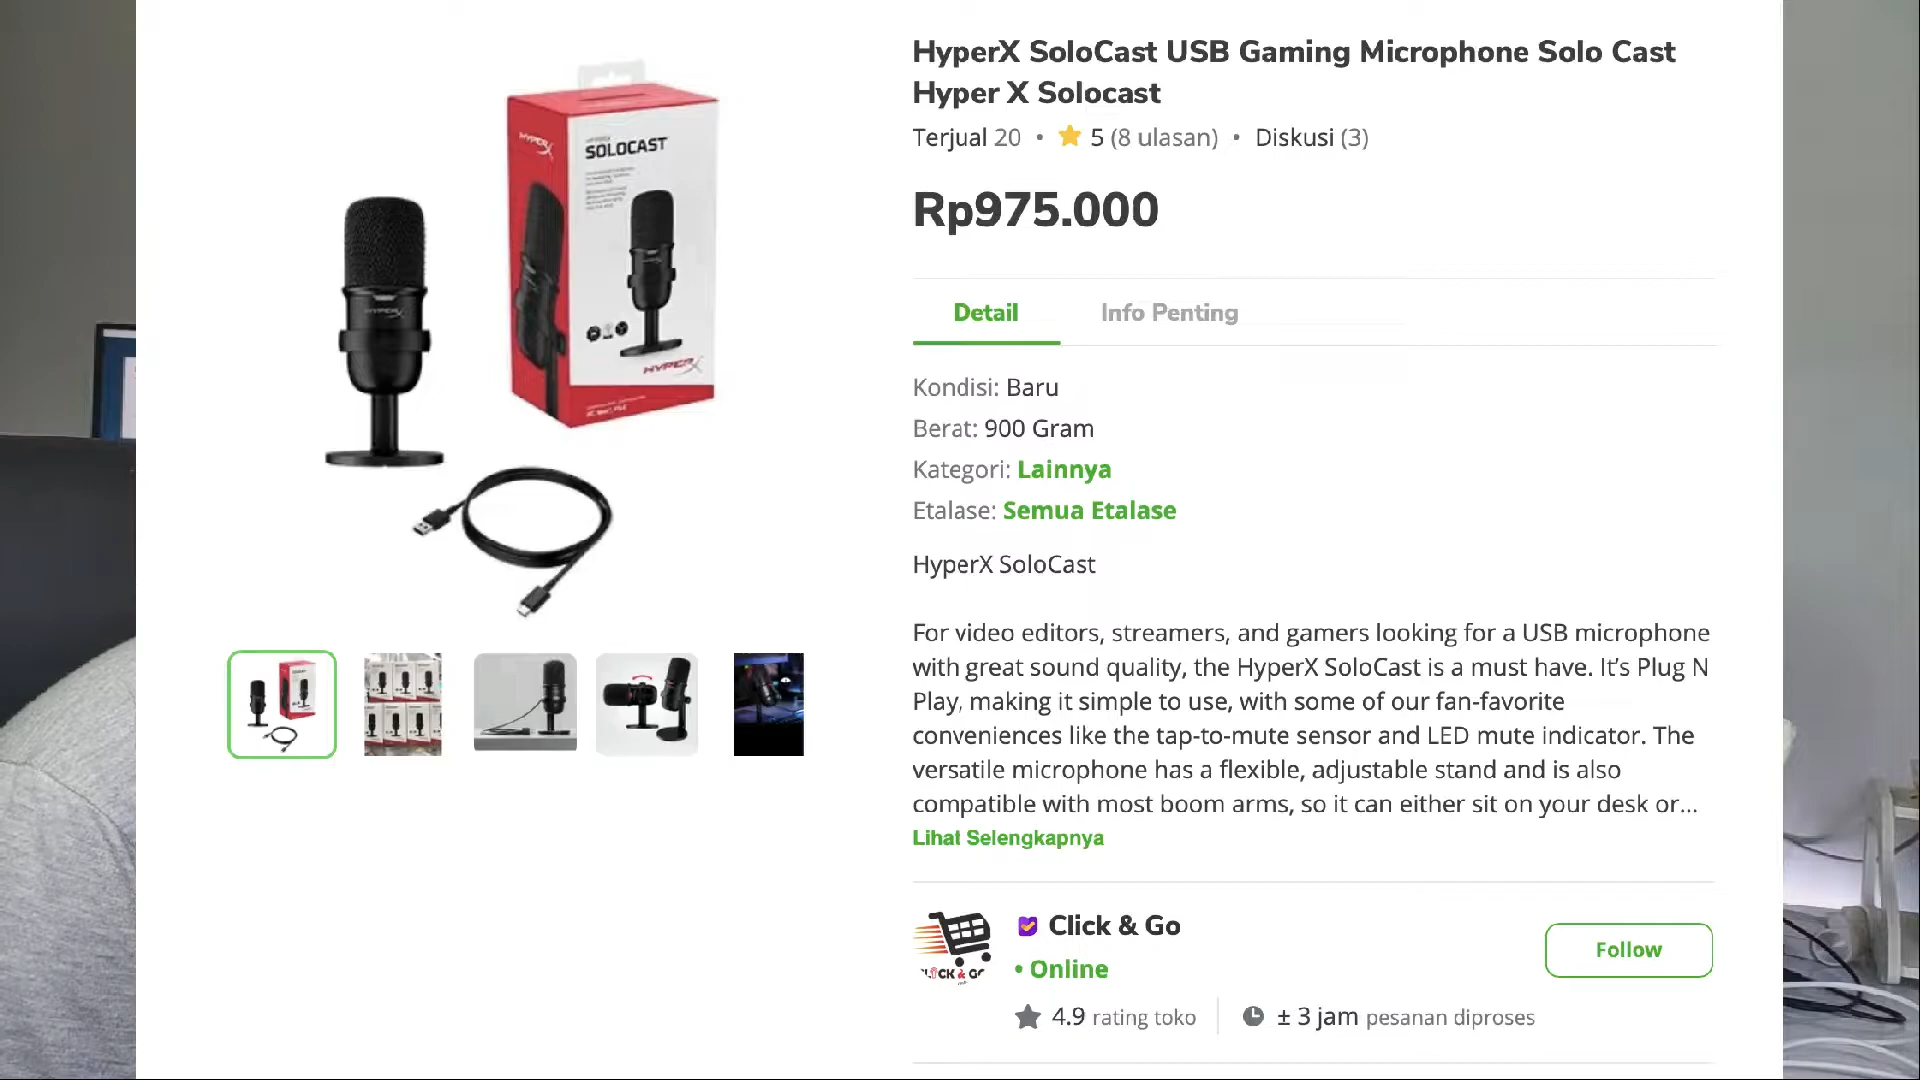 HyperX SoloCast USB Gaming Microphone Solo Cast
Hyper X Solocast
Terjual 20 • 5 (8 ulasan) • Diskusi (3)
Rp975.000
Detail
Info Penting
Kondisi: Baru
Berat: 900 Gram
Kategori: Lainnya
Etalase: Semua Etalase
HyperX SoloCast
For video editors, streamers, and gamers looking for a USB microphone
with great sound quality, the HyperX SoloCast is a must have. It’s Plug N
Play, making it simple to use, with some of our fan-favorite
conveniences like the tap-to-mute sensor and LED mute indicator. The
versatile microphone has a flexible, adjustable stand and is also
compatible with most boom arms, so it can either sit on your desk or...
Lihat Selengkapnya
Click & Go
• Online
Follow
4.9 rating toko
± 3 jam pesanan diproses
HYPERX
SOLOCAST
HYPERX
HYPERX
CLICK & GO